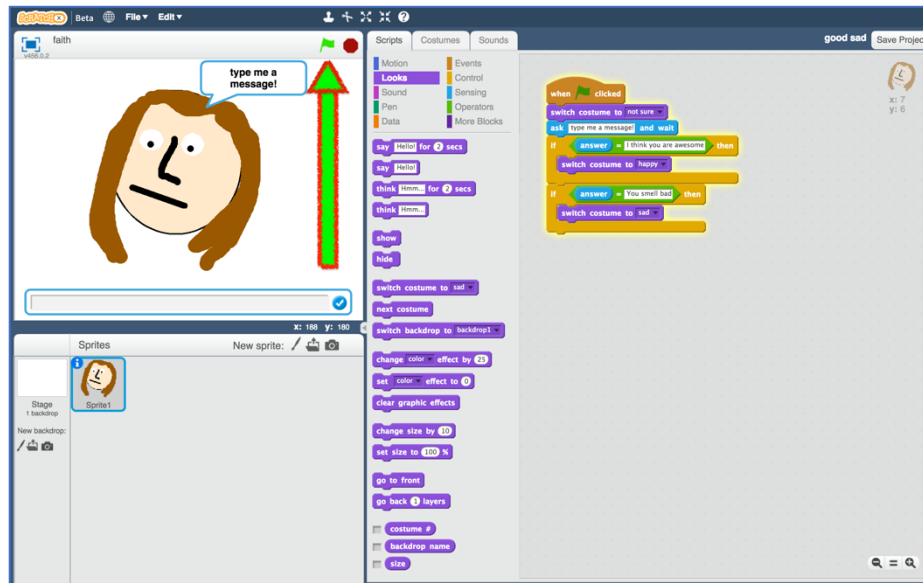 SCRATCHX Beta File▾ Edit▾
faith
v456.0.2
type me a
message!
x: 188 y: 180
Sprites New sprite:
Stage
1 backdrop
New backdrop:
Sprite1
Scripts Costumes Sounds
Motion Events
Looks Control
Sound Sensing
Pen Operators
Data More Blocks
say Hello! for 2 secs
say Hello!
think Hmm... for 2 secs
think Hmm...
show
hide
switch costume to sad
next costume
switch backdrop to backdrop1
change color effect by 25
set color effect to 0
clear graphic effects
change size by 10
set size to 100 %
go to front
go back 1 layers
costume #
backdrop name
size
good sad Save Projec
x: 7
y: 6
when clicked
switch costume to not sure
ask type me a message! and wait
if answer = I think you are awesome then
switch costume to happy
if answer = You smell bad then
switch costume to sad